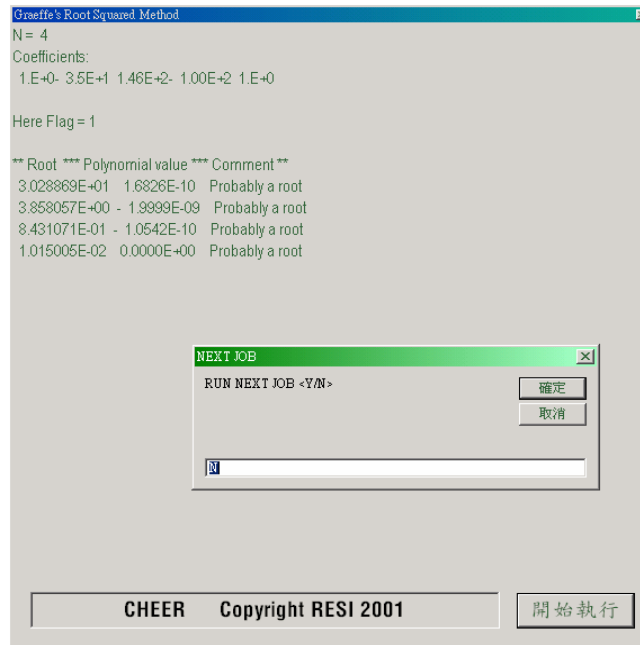 Graeffe's Root Squared Method
N = 4
Coefficients:
1.E+0- 3.5E+1 1.46E+2- 1.00E+2 1.E+0
Here Flag = 1
** Root *** Polynomial value *** Comment **
3.028869E+01 1.6826E-10 Probably a root
3.858057E+00 - 1.9999E-09 Probably a root
8.431071E-01 - 1.0542E-10 Probably a root
1.015005E-02 0.0000E+00 Probably a root
NEXT JOB
RUN NEXT JOB <Y/N>
確定
取消
N
CHEER Copyright RESI 2001
開始執行